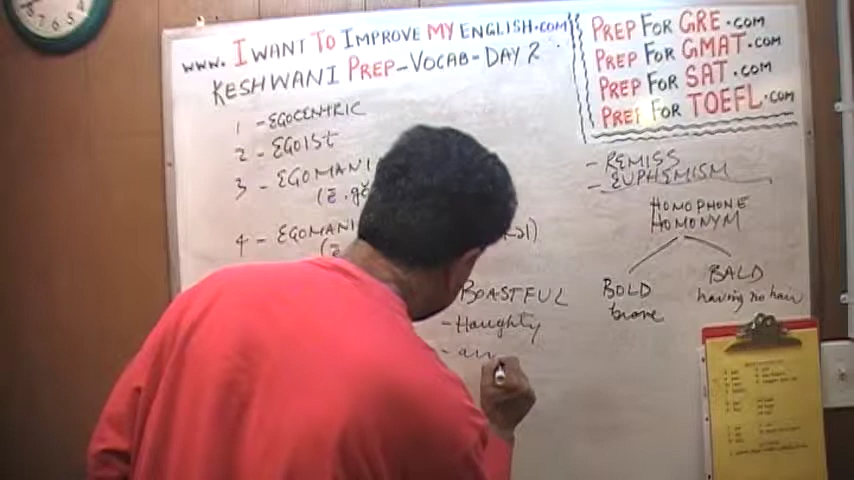 www. I WANT TO IMPROVE MY ENGLISH.COM
KESHWANI PREP-VOCAB-DAY 2
1 - EGOCENTRIC
2 - EGOIST
3 - EGOMANI
4 - EGOMANI
BOASTFUL
- Haughty
PREP FOR GRE.COM
PREP FOR GMAT.COM
PREP FOR SAT.COM
PREP FOR TOEFL.COM
- REMISS
- EUPHEMISM
HOMOPHONE
HOMONYM
BOLD
brave
BALD
having no hair